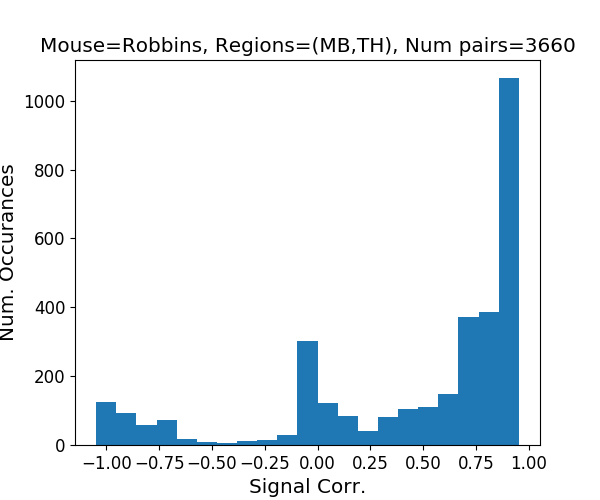 Mouse=Robbins, Regions=(MB,TH), Num pairs=3660
Num. Occurances
1000
800
600
400
200
0
−1.00 −0.75 −0.50 −0.25 0.00 0.25 0.50 0.75 1.00
Signal Corr.